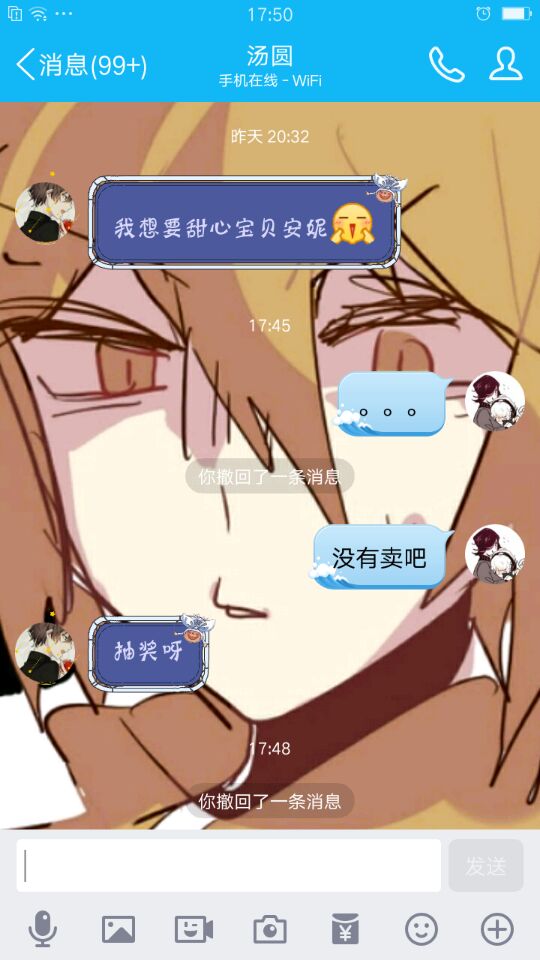 17:50
消息(99+)
汤圆
手机在线 - WiFi
昨天 20:32
我想要甜心宝贝安妮
17:45
。。。
你撤回了一条消息
没有卖吧
抽奖呀
17:48
你撤回了一条消息
发送